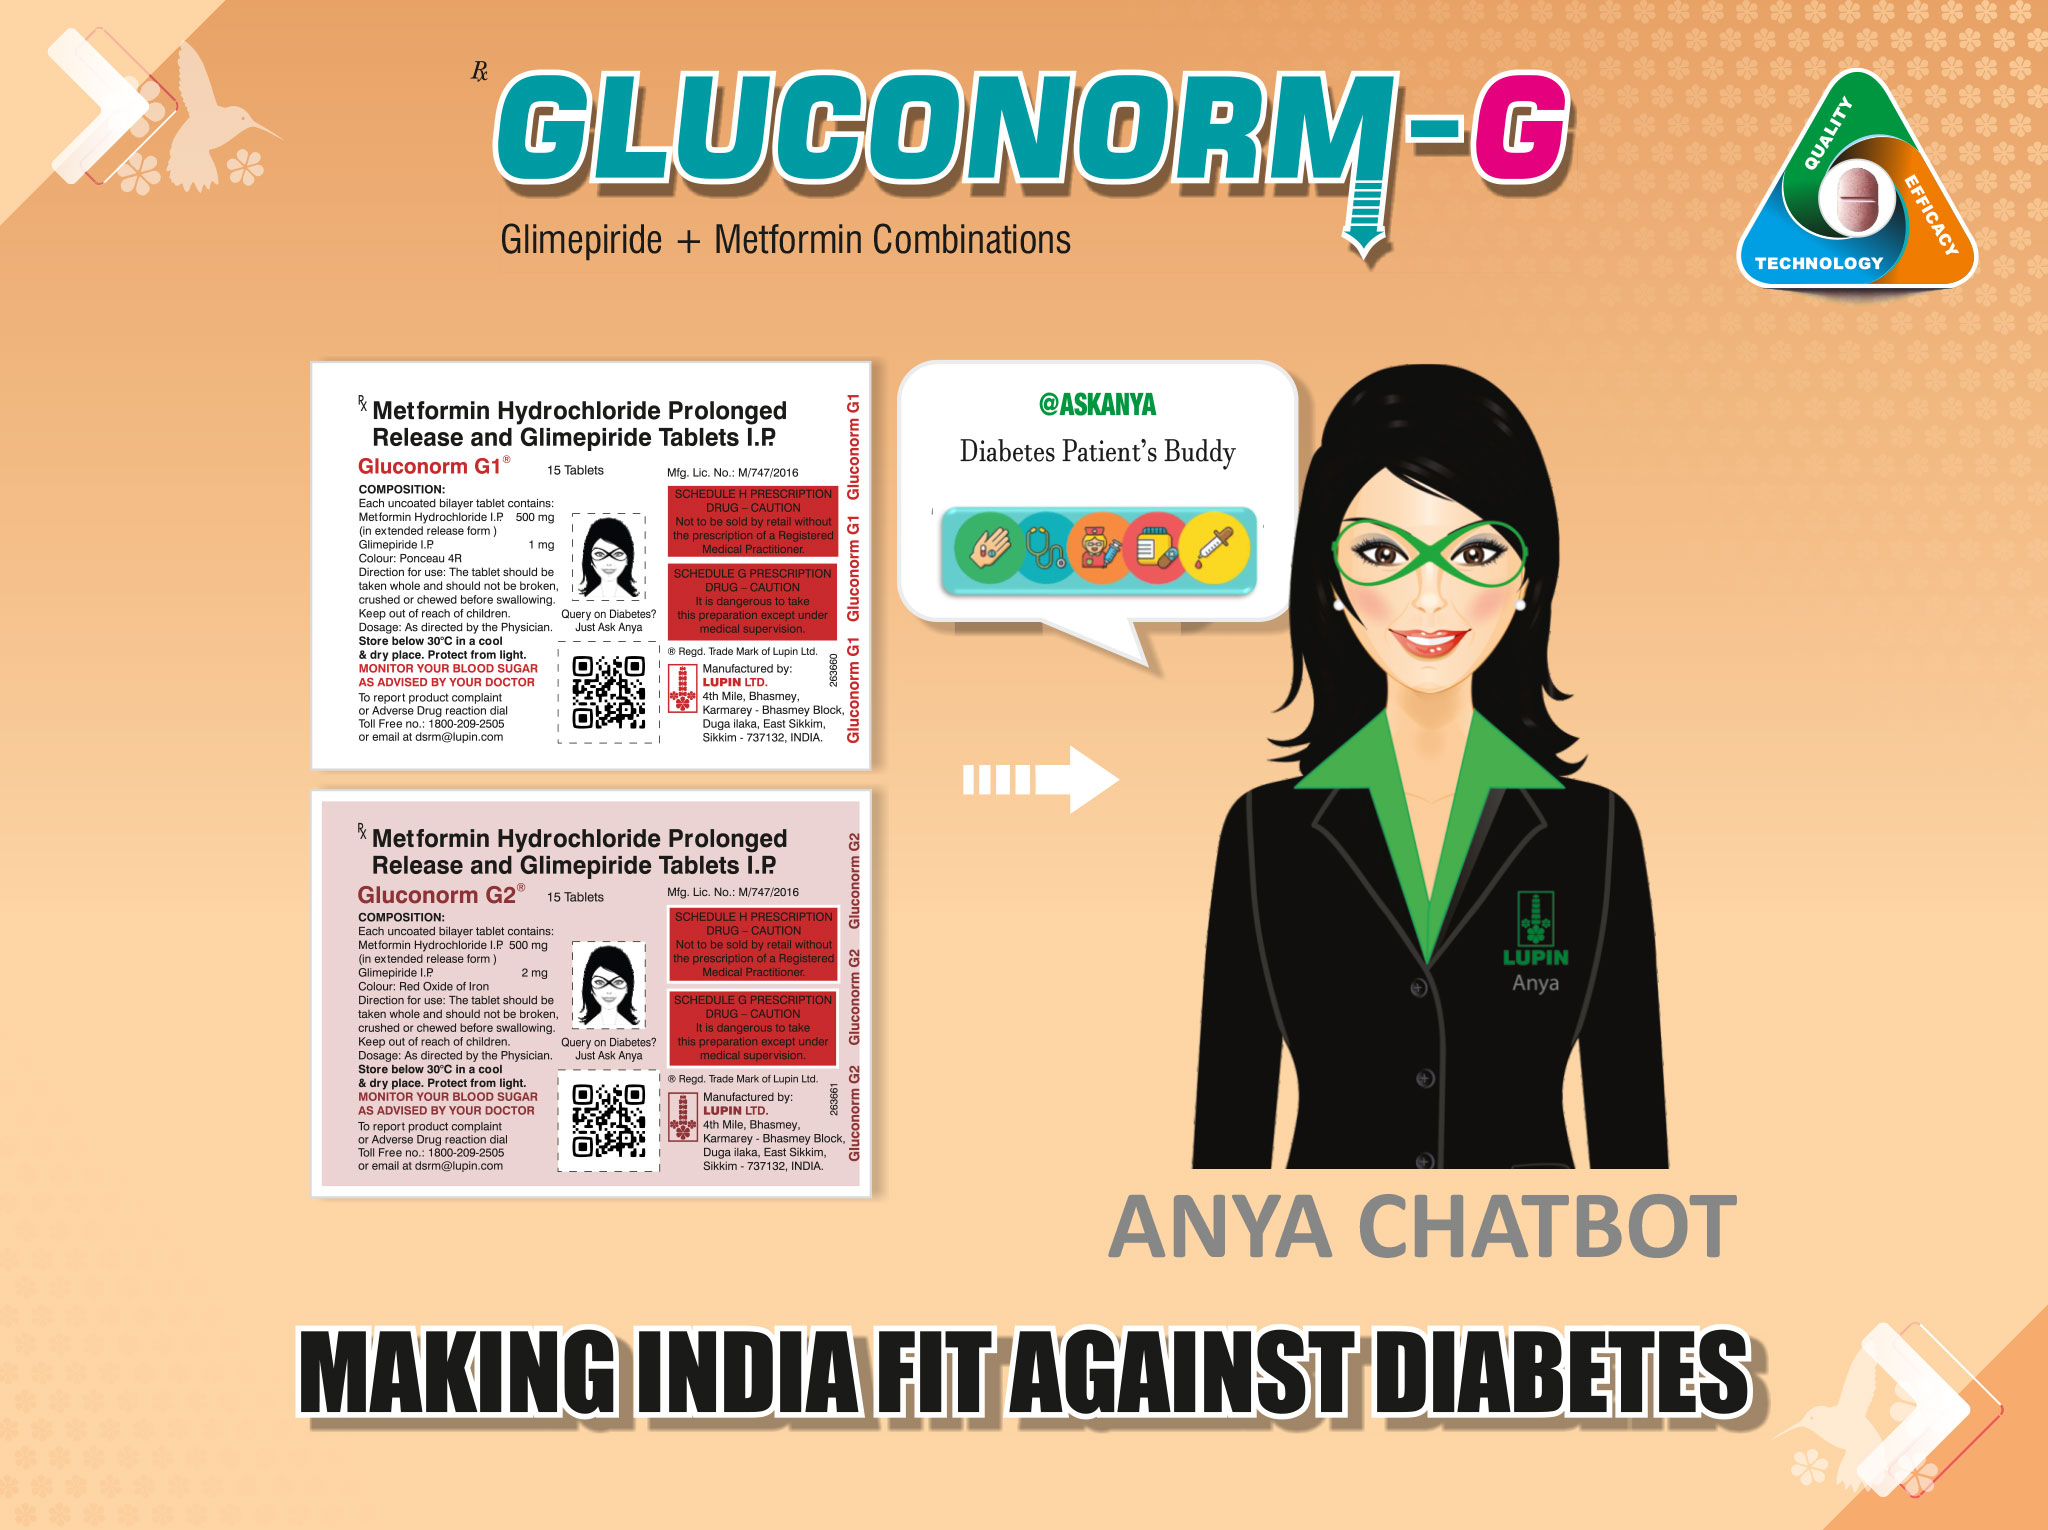 Rx
GLUCONORM-G
Glimepiride + Metformin Combinations
QUALITY
EFFICACY
TECHNOLOGY
Rx Metformin Hydrochloride Prolonged
Release and Glimepiride Tablets I.P.
Gluconorm G1®
15 Tablets
COMPOSITION:
Each uncoated bilayer tablet contains:
Metformin Hydrochloride I.P. 500 mg
(in extended release form )
Glimepiride I.P. 1 mg
Colour: Ponceau 4R
Direction for use: The tablet should be
taken whole and should not be broken,
crushed or chewed before swallowing.
Keep out of reach of children.
Dosage: As directed by the Physician.
Store below 30°C in a cool
& dry place. Protect from light.
MONITOR YOUR BLOOD SUGAR
AS ADVISED BY YOUR DOCTOR
To report product complaint
or Adverse Drug reaction dial
Toll Free no.: 1800-209-2505
or email at dsrm@lupin.com
Query on Diabetes?
Just Ask Anya
Mfg. Lic. No.: M/747/2016
SCHEDULE H PRESCRIPTION
DRUG – CAUTION
Not to be sold by retail without
the prescription of a Registered
Medical Practitioner.
SCHEDULE G PRESCRIPTION
DRUG – CAUTION
It is dangerous to take
this preparation except under
medical supervision.
® Regd. Trade Mark of Lupin Ltd.
Manufactured by:
LUPIN LTD.
4th Mile, Bhasmey,
Karmarey - Bhasmey Block,
Duga ilaka, East Sikkim,
Sikkim - 737132, INDIA.
263660
Gluconorm G1 Gluconorm G1 Gluconorm G1
Rx Metformin Hydrochloride Prolonged
Release and Glimepiride Tablets I.P.
Gluconorm G2®
15 Tablets
COMPOSITION:
Each uncoated bilayer tablet contains:
Metformin Hydrochloride I.P. 500 mg
(in extended release form )
Glimepiride I.P. 2 mg
Colour: Red Oxide of Iron
Direction for use: The tablet should be
taken whole and should not be broken,
crushed or chewed before swallowing.
Keep out of reach of children.
Dosage: As directed by the Physician.
Store below 30°C in a cool
& dry place. Protect from light.
MONITOR YOUR BLOOD SUGAR
AS ADVISED BY YOUR DOCTOR
To report product complaint
or Adverse Drug reaction dial
Toll Free no.: 1800-209-2505
or email at dsrm@lupin.com
Query on Diabetes?
Just Ask Anya
Mfg. Lic. No.: M/747/2016
SCHEDULE H PRESCRIPTION
DRUG – CAUTION
Not to be sold by retail without
the prescription of a Registered
Medical Practitioner.
SCHEDULE G PRESCRIPTION
DRUG – CAUTION
It is dangerous to take
this preparation except under
medical supervision.
® Regd. Trade Mark of Lupin Ltd.
Manufactured by:
LUPIN LTD.
4th Mile, Bhasmey,
Karmarey - Bhasmey Block,
Duga ilaka, East Sikkim,
Sikkim - 737132, INDIA.
263661
Gluconorm G2 Gluconorm G2 Gluconorm G2
@ASKANYA
Diabetes Patient's Buddy
LUPIN
Anya
ANYA CHATBOT
MAKING INDIA FIT AGAINST DIABETES